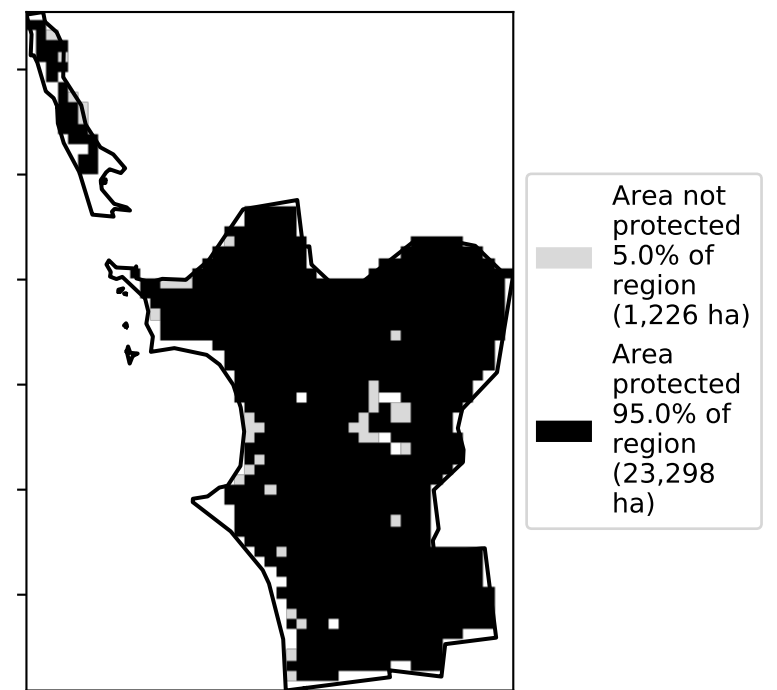 Area not
protected
5.0% of
region
(1,226 ha)
Area
protected
95.0% of
region
(23,298
ha)